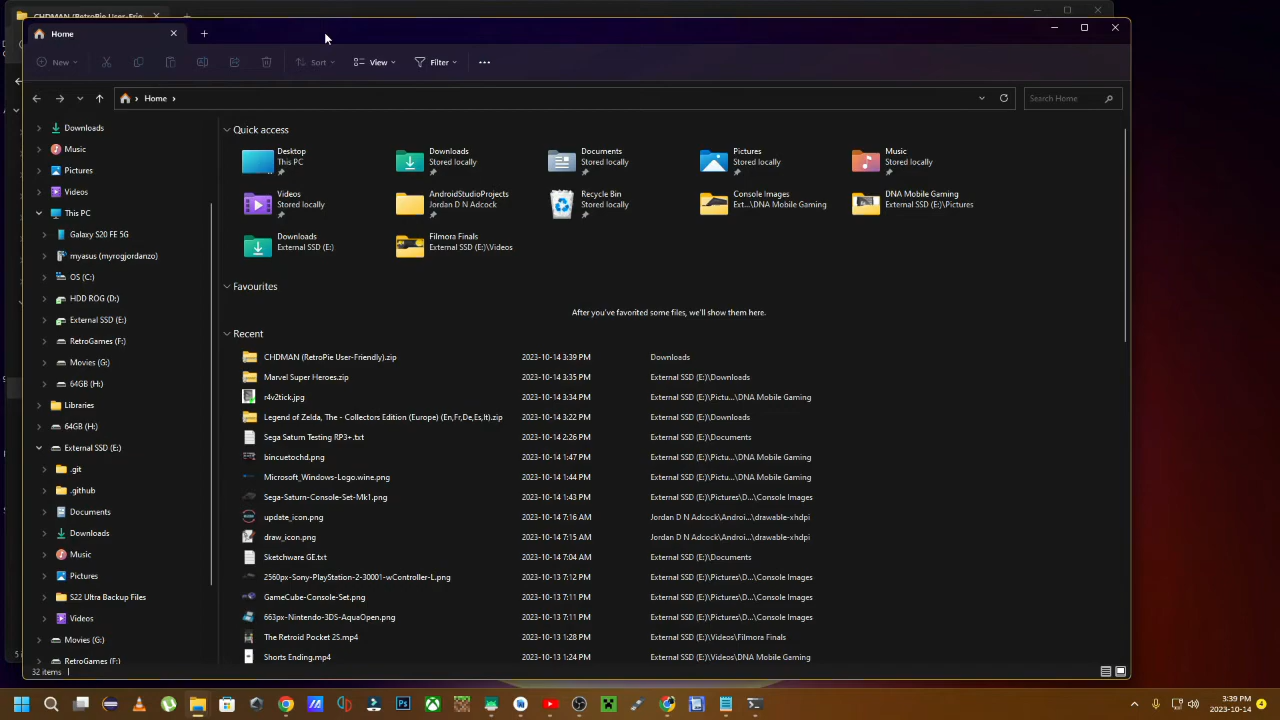 CHDMAN (RetroPie User-Frien
Home
New
Sort
View
Filter
Home
Search Home
Downloads
Music
Pictures
Videos
This PC
Galaxy S20 FE 5G
myasus (myrogjordanzo)
OS (C:)
HDD ROG (D:)
External SSD (E:)
RetroGames (F:)
Movies (G:)
64GB (H:)
Libraries
64GB (H:)
External SSD (E:)
.git
.github
Documents
Downloads
Music
Pictures
S22 Ultra Backup Files
Videos
Movies (G:)
RetroGames (F:)
Quick access
Desktop
This PC
Downloads
Stored locally
Documents
Stored locally
Pictures
Stored locally
Music
Stored locally
Videos
Stored locally
AndroidStudioProjects
Jordan D N Adcock
Recycle Bin
Stored locally
Console Images
Ext...\DNA Mobile Gaming
DNA Mobile Gaming
External SSD (E:)\Pictures
Downloads
External SSD (E:)
Filmora Finals
External SSD (E:)\Videos
Favourites
After you've favorited some files, we'll show them here.
Recent
CHDMAN (RetroPie User-Friendly).zip 2023-10-14 3:39 PM Downloads
Marvel Super Heroes.zip 2023-10-14 3:35 PM External SSD (E:)\Downloads
r4v2tick.jpg 2023-10-14 3:34 PM External SSD (E:)\Pictu...\DNA Mobile Gaming
Legend of Zelda, The - Collectors Edition (Europe) (En,Fr,De,Es,It).zip 2023-10-14 3:22 PM External SSD (E:)\Downloads
Sega Saturn Testing RP3+.txt 2023-10-14 2:26 PM External SSD (E:)\Documents
bincuetochd.png 2023-10-14 1:47 PM External SSD (E:)\Pictu...\DNA Mobile Gaming
Microsoft_Windows-Logo.wine.png 2023-10-14 1:44 PM External SSD (E:)\Pictu...\DNA Mobile Gaming
Sega-Saturn-Console-Set-Mk1.png 2023-10-14 1:43 PM External SSD (E:)\Pictures\D...\Console Images
update_icon.png 2023-10-14 7:16 AM Jordan D N Adcock\Androi...\drawable-xhdpi
draw_icon.png 2023-10-14 7:15 AM Jordan D N Adcock\Androi...\drawable-xhdpi
Sketchware GE.txt 2023-10-14 7:04 AM External SSD (E:)\Documents
2560px-Sony-PlayStation-2-30001-wController-L.png 2023-10-13 7:12 PM External SSD (E:)\Pictures\D...\Console Images
GameCube-Console-Set.png 2023-10-13 7:11 PM External SSD (E:)\Pictures\D...\Console Images
663px-Nintendo-3DS-AquaOpen.png 2023-10-13 7:11 PM External SSD (E:)\Pictures\D...\Console Images
The Retroid Pocket 2S.mp4 2023-10-13 1:28 PM External SSD (E:)\Videos\Filmora Finals
Shorts Ending.mp4 2023-10-13 1:24 PM External SSD (E:)\Videos\DNA Mobile Gaming
32 items
3:39 PM
2023-10-14
4